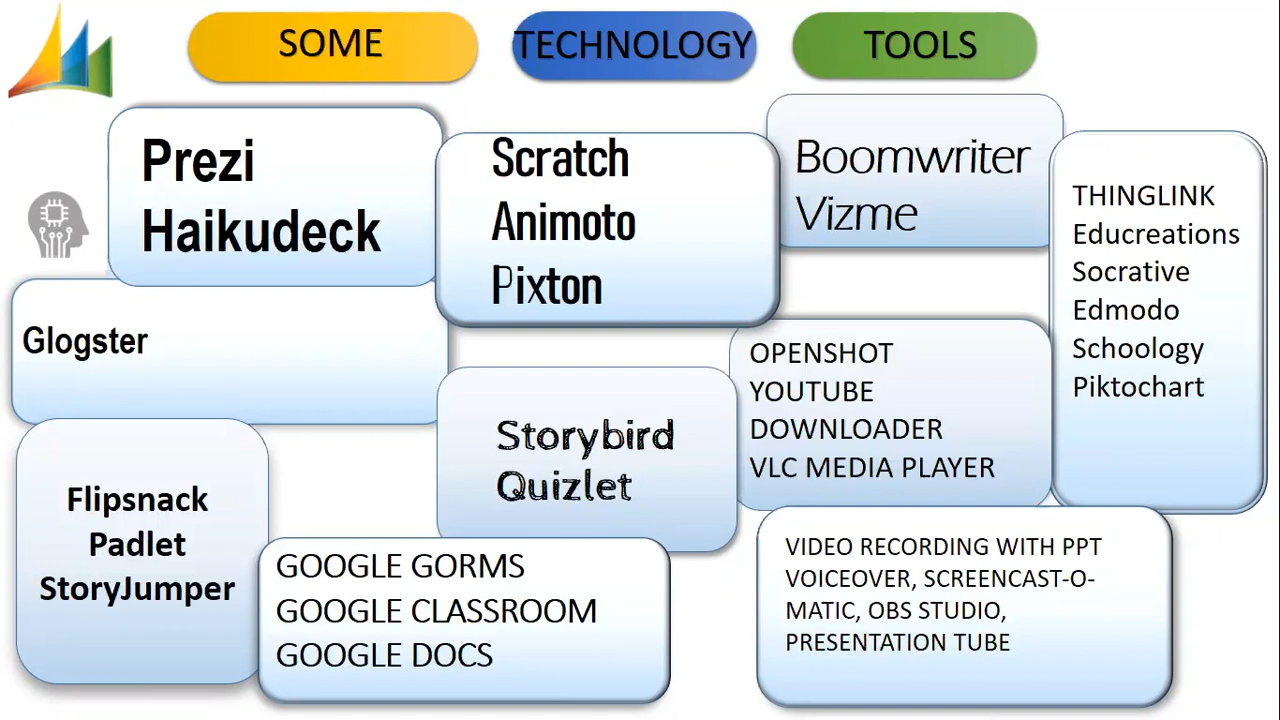 SOME TECHNOLOGY TOOLS
Prezi
Haikudeck
Scratch
Animoto
Pixton
Boomwriter
Vizme
THINGLINK
Educreations
Socrative
Edmodo
Schoology
Piktochart
Glogster
OPENSHOT
YOUTUBE
DOWNLOADER
VLC MEDIA PLAYER
Storybird
Quizlet
Flipsnack
Padlet
StoryJumper
GOOGLE GORMS
GOOGLE CLASSROOM
GOOGLE DOCS
VIDEO RECORDING WITH PPT
VOICEOVER, SCREENCAST-O-
MATIC, OBS STUDIO,
PRESENTATION TUBE